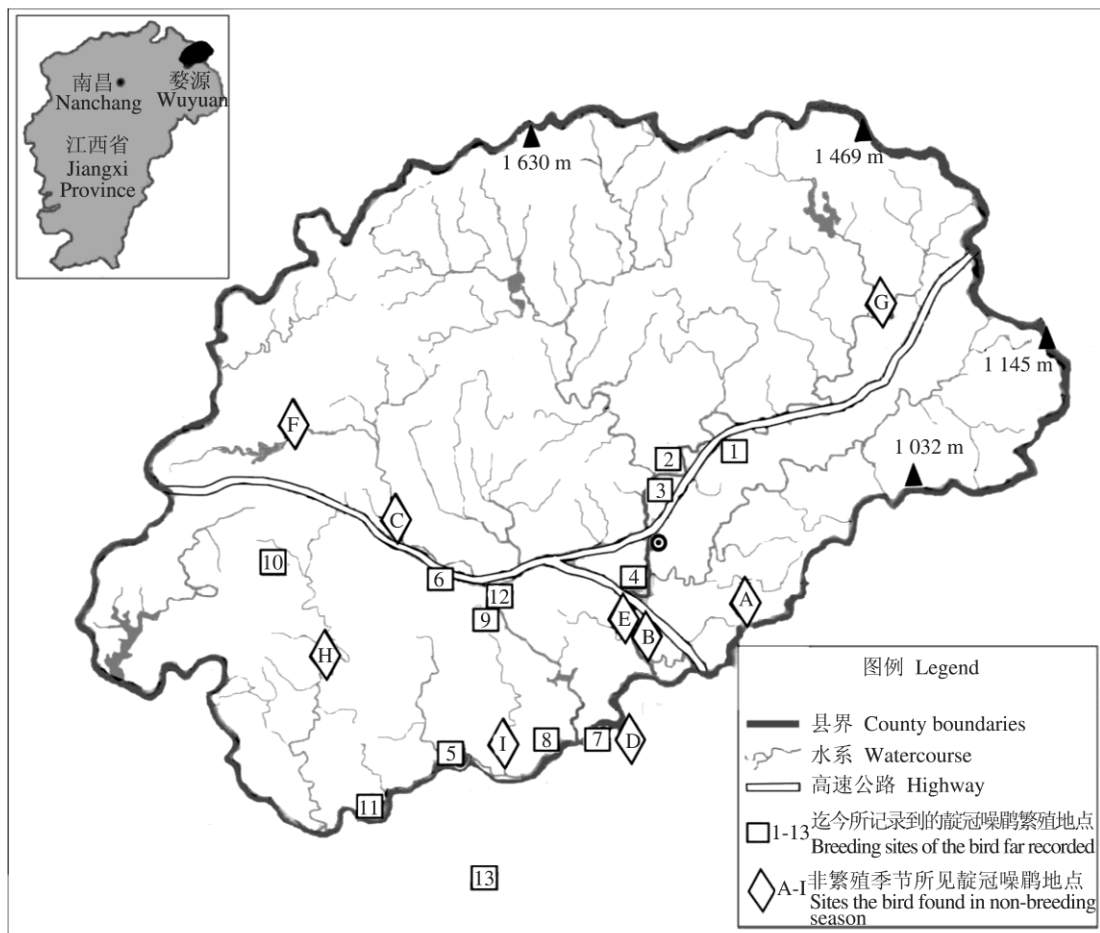 南昌
Nanchang
婺源
Wuyuan
江西省
Jiangxi
Province
1 630 m
1 469 m
G
1 145 m
F
1
2
1 032 m
3
C
10
6
4
12
A
9
E
B
H
I
8
7
D
5
11
13
图例 Legend
县界 County boundaries
水系 Watercourse
高速公路 Highway
1-13 迄今所记录到的靛冠噪鹛繁殖地点
Breeding sites of the bird far recorded
A-I 非繁殖季节所见靛冠噪鹛地点
Sites the bird found in non-breeding
season